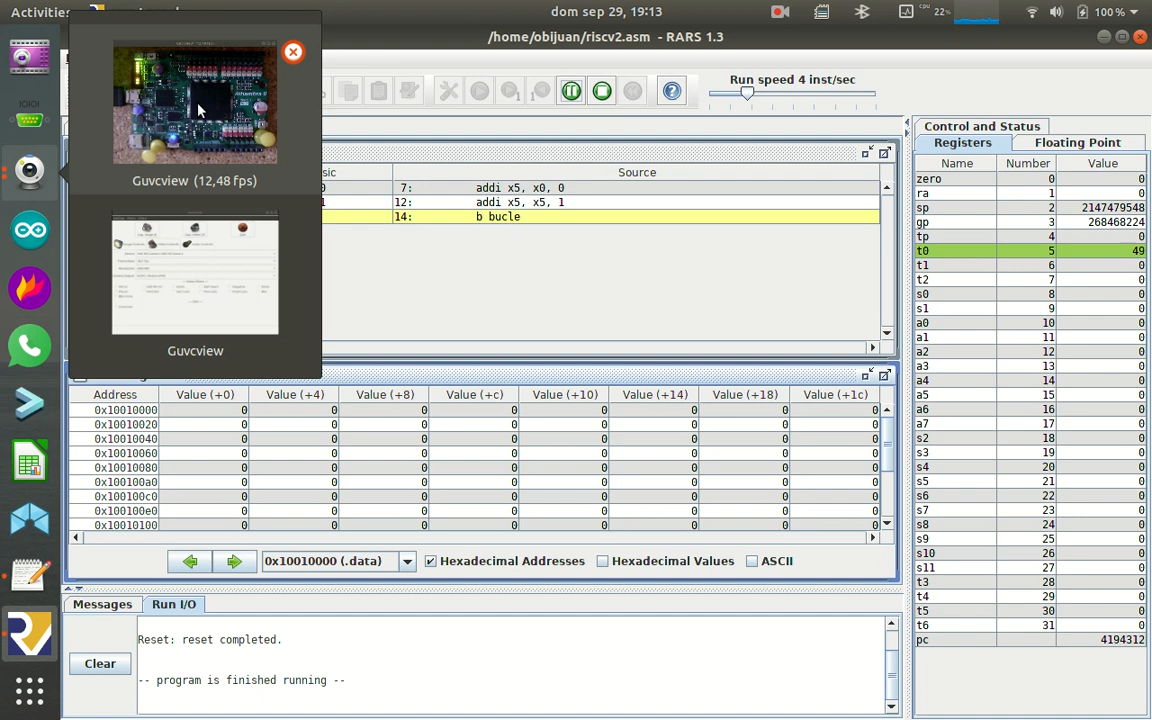 Activities
dom sep 29, 19:13
cpu
22%
100%
/home/obijuan/riscv2.asm - RARS 1.3
Guvcview (12,48 fps)
Guvcview
Run speed 4 inst/sec
sic Source
0 7: addi x5, x0, 0
1 12: addi x5, x5, 1
14: b bucle
Address Value (+0) Value (+4) Value (+8) Value (+c) Value (+10) Value (+14) Value (+18) Value (+1c)
0x10010000 0 0 0 0 0 0 0 0
0x10010020 0 0 0 0 0 0 0 0
0x10010040 0 0 0 0 0 0 0 0
0x10010060 0 0 0 0 0 0 0 0
0x10010080 0 0 0 0 0 0 0 0
0x100100a0 0 0 0 0 0 0 0 0
0x100100c0 0 0 0 0 0 0 0 0
0x100100e0 0 0 0 0 0 0 0 0
0x10010100 0 0 0 0 0 0 0 0
0x10010000 (.data) Hexadecimal Addresses Hexadecimal Values ASCII
Messages Run I/O
Reset: reset completed.
Clear
-- program is finished running --
Control and Status
Registers Floating Point
Name Number Value
zero 0 0
ra 1 0
sp 2 2147479548
gp 3 268468224
tp 4 0
t0 5 49
t1 6 0
t2 7 0
s0 8 0
s1 9 0
a0 10 0
a1 11 0
a2 12 0
a3 13 0
a4 14 0
a5 15 0
a6 16 0
a7 17 0
s2 18 0
s3 19 0
s4 20 0
s5 21 0
s6 22 0
s7 23 0
s8 24 0
s9 25 0
s10 26 0
s11 27 0
t3 28 0
t4 29 0
t5 30 0
t6 31 0
pc 4194312